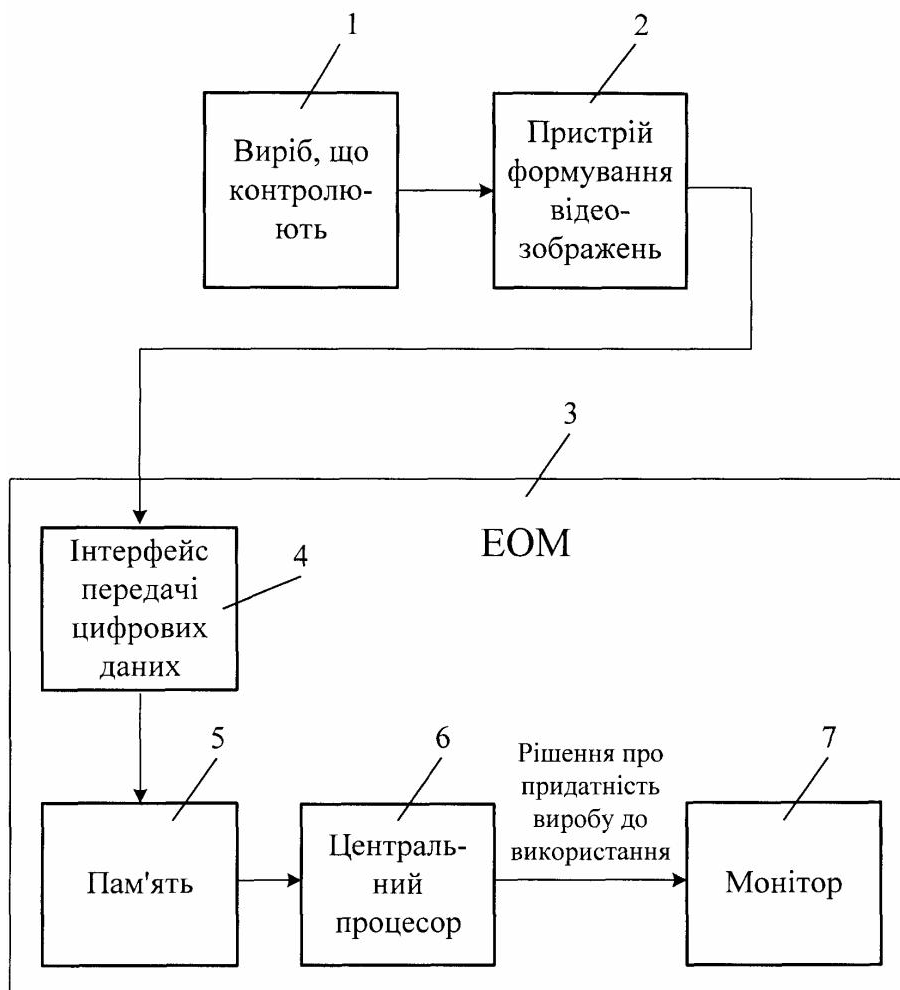 1
2
Виріб, що
контролю-
ють
Пристрій
формування
відео-
зображень
3
ЕОМ
Інтерфейс
передачі
цифрових
даних
4
5
6
7
Рішення про
придатність
виробу до
використання
Пам'ять
Централь-
ний
процесор
Монітор